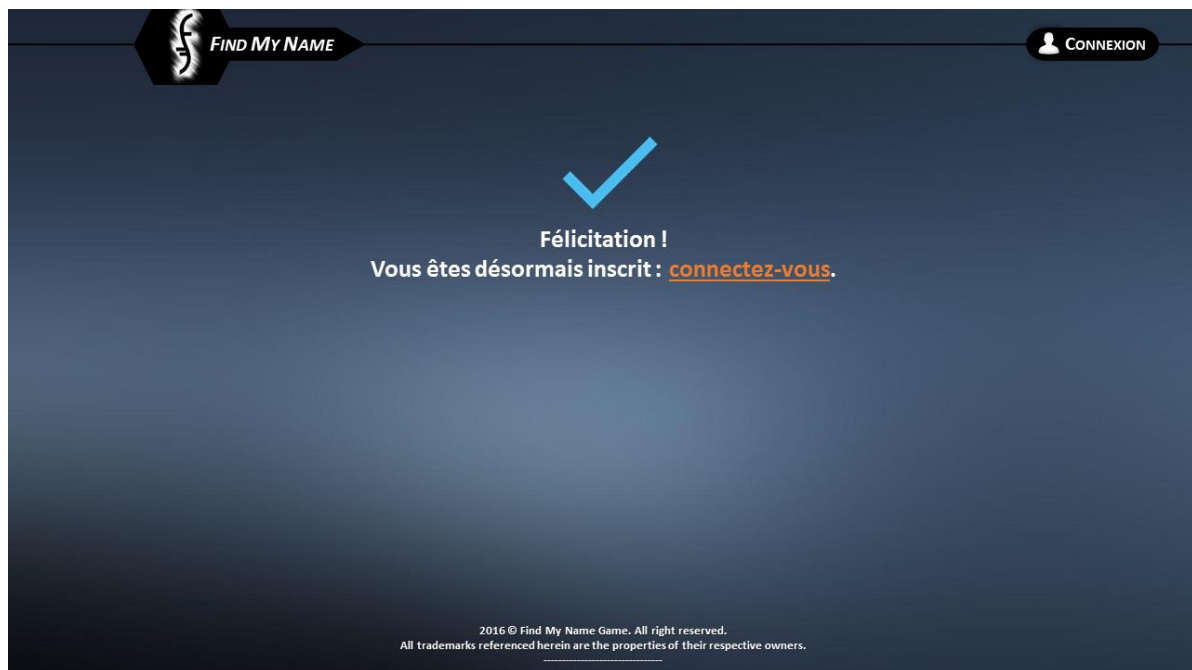 Find My Name
Connexion
Félicitation !
Vous êtes désormais inscrit : connectez-vous.
2016 © Find My Name Game. All right reserved.
All trademarks referenced herein are the properties of their respective owners.
--------------------------------